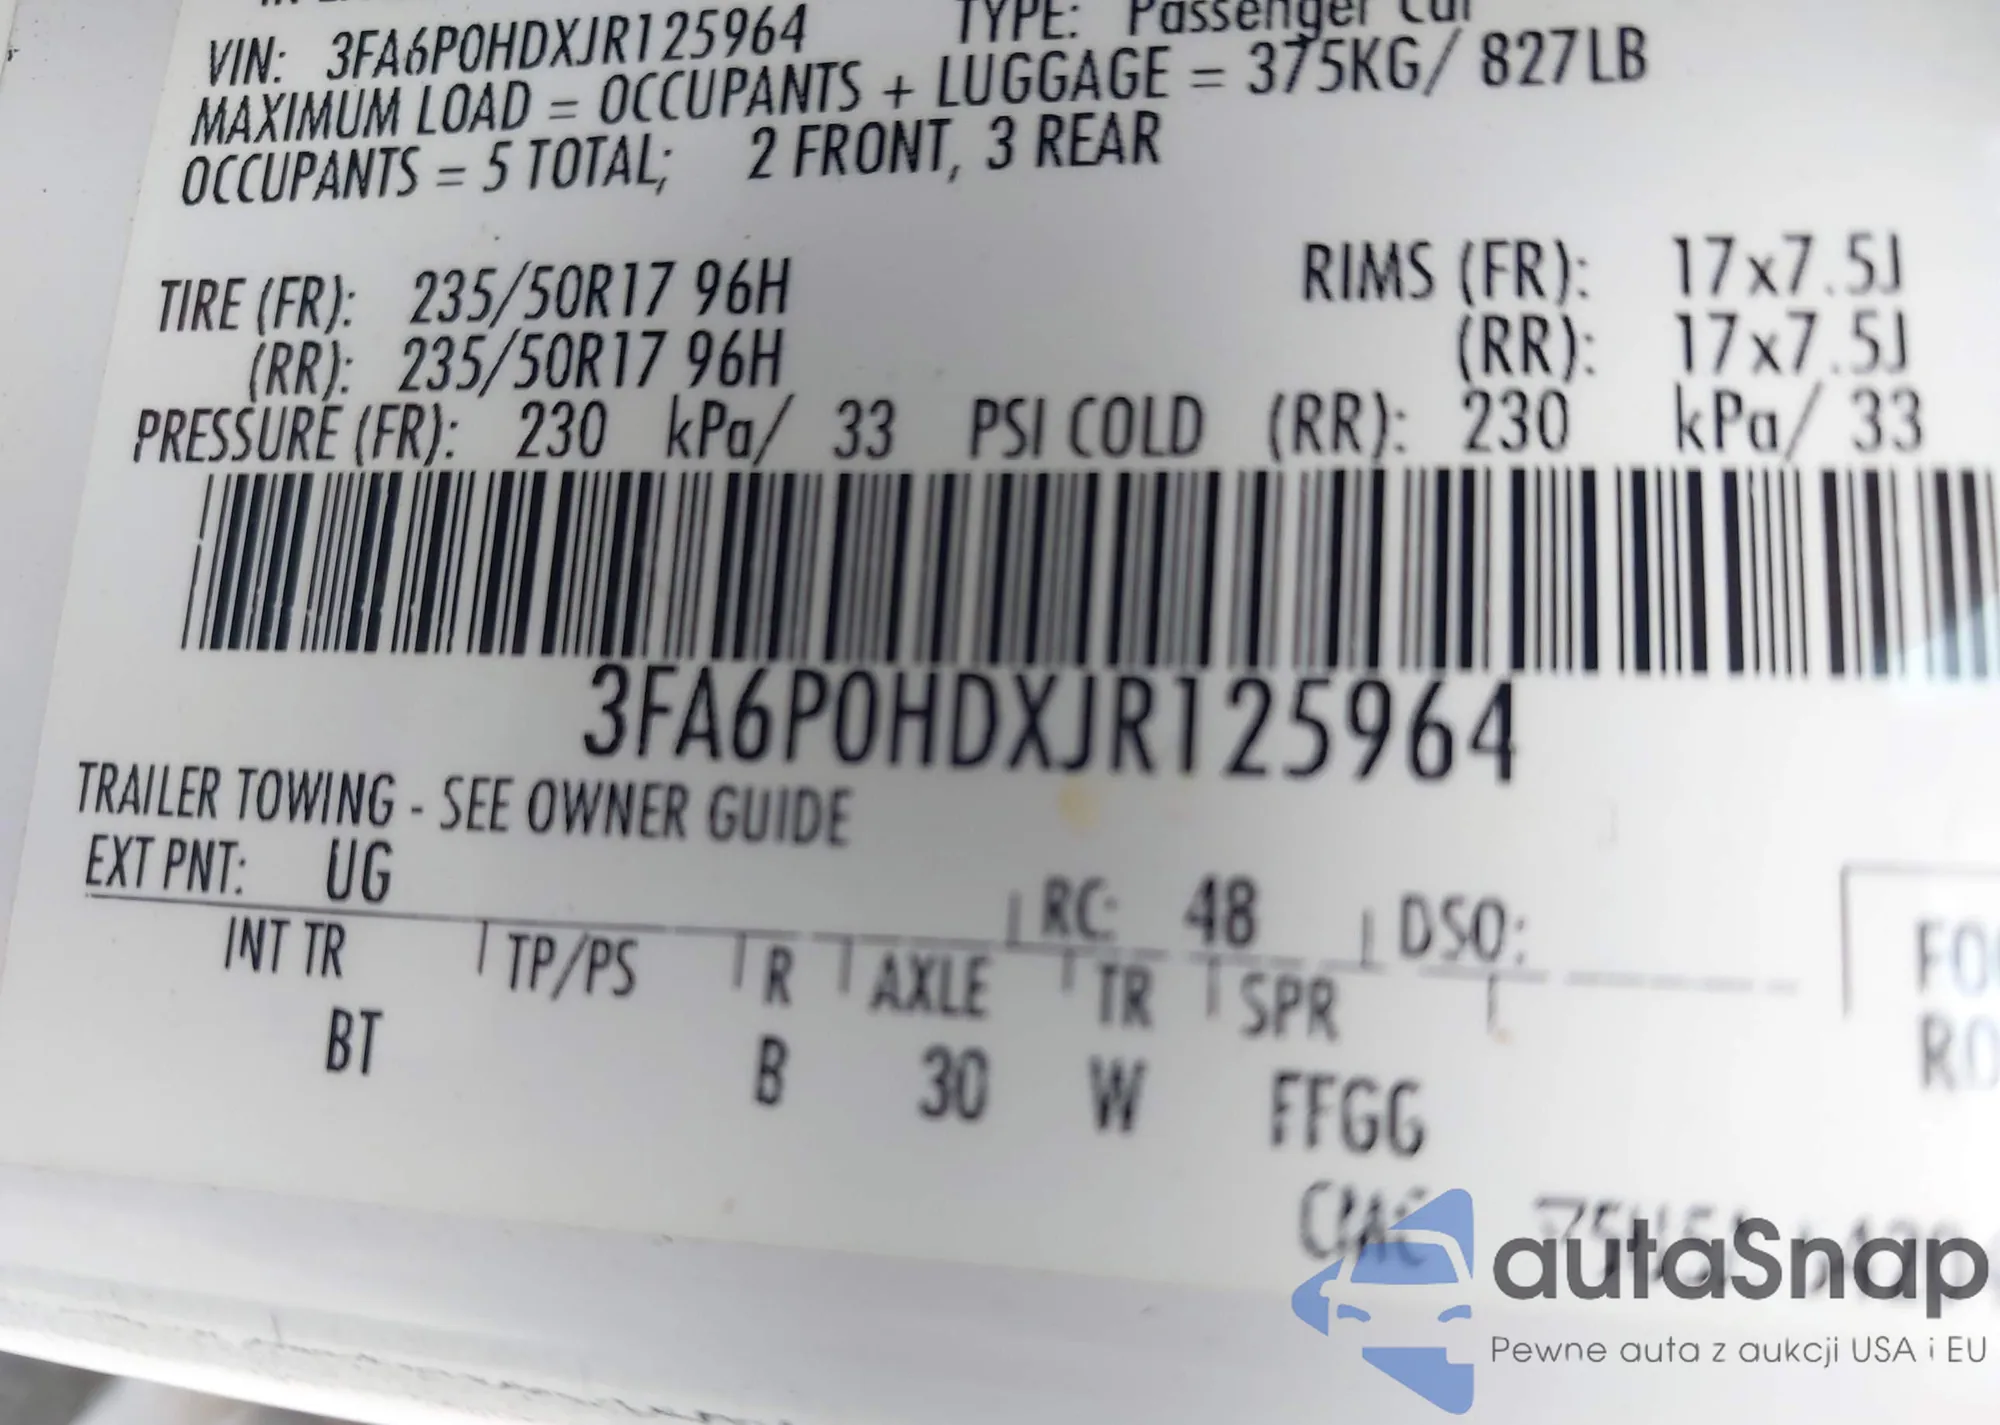 VIN: 3FA6P0HDXJR125964 TYPE: Passenger Car
MAXIMUM LOAD = OCCUPANTS + LUGGAGE = 375KG/ 827LB
OCCUPANTS = 5 TOTAL; 2 FRONT, 3 REAR
TIRE (FR): 235/50R17 96H RIMS (FR): 17x7.5J
(RR): 235/50R17 96H (RR): 17x7.5J
PRESSURE (FR): 230 kPa/ 33 PSI COLD (RR): 230 kPa/ 33
3FA6P0HDXJR125964
TRAILER TOWING - SEE OWNER GUIDE
EXT PNT: UG RC: 48 DSO:
INT TR TP/PS R AXLE TR SPR
BT B 30 W FFGG
autaSnap
Pewne auta z aukcji USA i EU